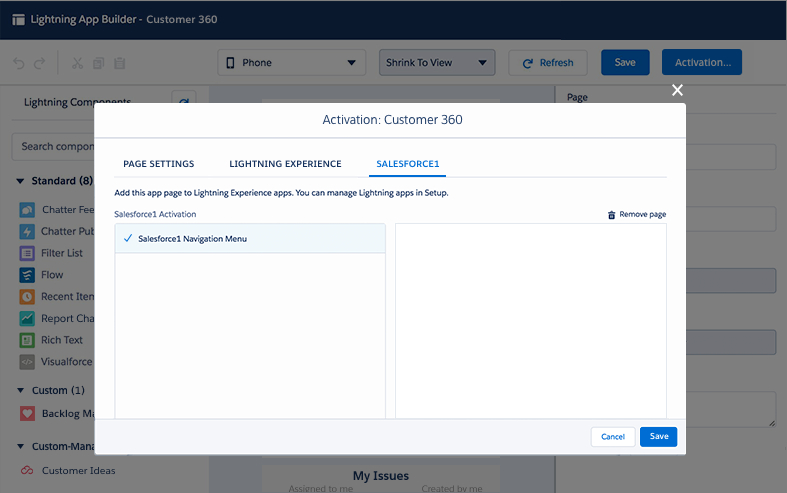 Lightning App Builder - Customer 360
Phone
Shrink To View
Refresh
Save
Activation...
Lightning Components
Page
Search compon
Activation: Customer 360
PAGE SETTINGS
LIGHTNING EXPERIENCE
SALESFORCE1
Add this app page to Lightning Experience apps. You can manage Lightning apps in Setup.
Salesforce1 Activation
Remove page
Salesforce1 Navigation Menu
Standard (8)
Chatter Fee
Chatter Pub
Filter List
Flow
Recent Item
Report Cha
Rich Text
Visualforce
Custom (1)
Backlog Ma
Custom-Mana
Customer Ideas
Cancel
Save
My Issues
Assigned to me
Created by me